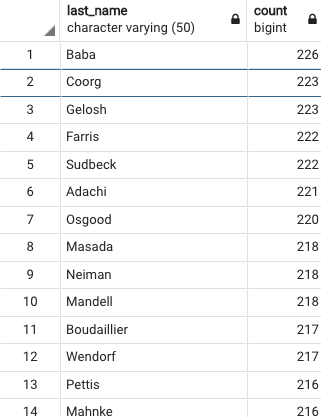 last_name count
character varying (50) bigint
1 Baba 226
2 Coorg 223
3 Gelosh 223
4 Farris 222
5 Sudbeck 222
6 Adachi 221
7 Osgood 220
8 Masada 218
9 Neiman 218
10 Mandell 218
11 Boudaillier 217
12 Wendorf 217
13 Pettis 216
14 Mahnke 216